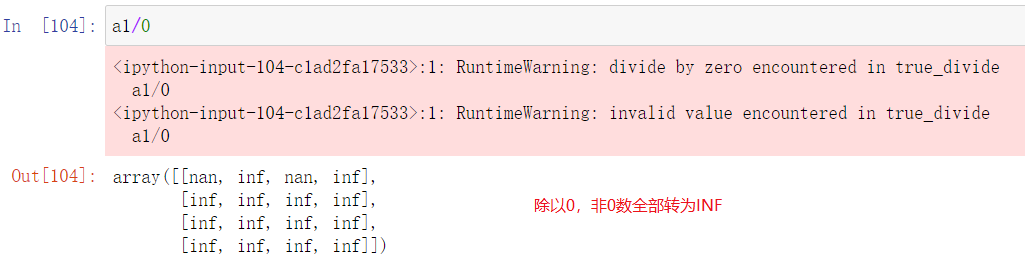 In [104]: a1/0
<ipython-input-104-c1ad2fa17533>:1: RuntimeWarning: divide by zero encountered in true_divide
a1/0
<ipython-input-104-c1ad2fa17533>:1: RuntimeWarning: invalid value encountered in true_divide
a1/0
Out[104]: array([[nan, inf, nan, inf],
[inf, inf, inf, inf],
[inf, inf, inf, inf],
[inf, inf, inf, inf]])
除以0，非0数全部转为INF